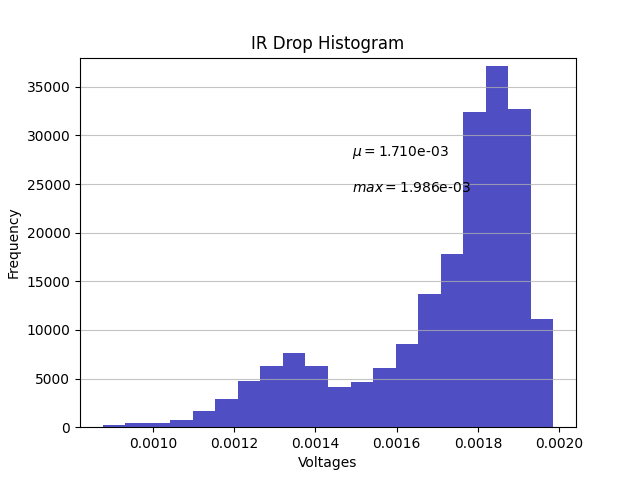 IR Drop Histogram
35000
30000
25000
20000
15000
10000
5000
0
Frequency
μ = 1.710e-03
max = 1.986e-03
0.0010 0.0012 0.0014 0.0016 0.0018 0.0020
Voltages